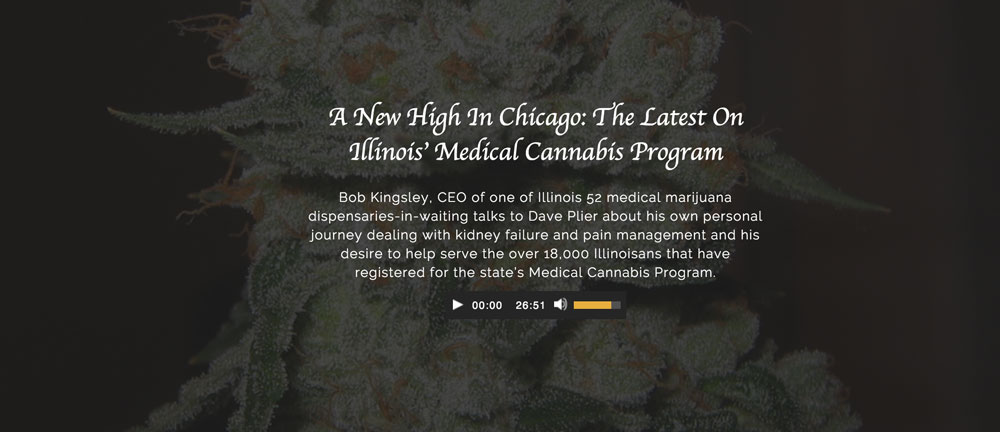 A New High In Chicago: The Latest On
Illinois' Medical Cannabis Program
Bob Kingsley, CEO of one of Illinois 52 medical marijuana
dispensaries-in-waiting talks to Dave Plier about his own personal
journey dealing with kidney failure and pain management and his
desire to help serve the over 18,000 Illinoisans that have
registered for the state's Medical Cannabis Program.
00:00 26:51